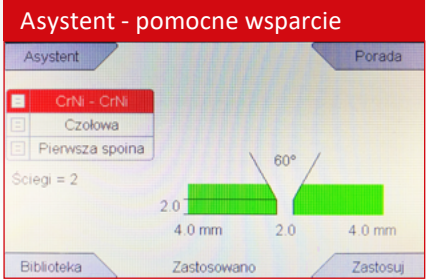 Asystent - pomocne wsparcie
Asystent
Porada
CrNi - CrNi
Czołowa
Pierwsza spoina
Ściegi = 2
60°
2.0
4.0 mm 2.0 4.0 mm
Biblioteka Zastosowano Zastosuj